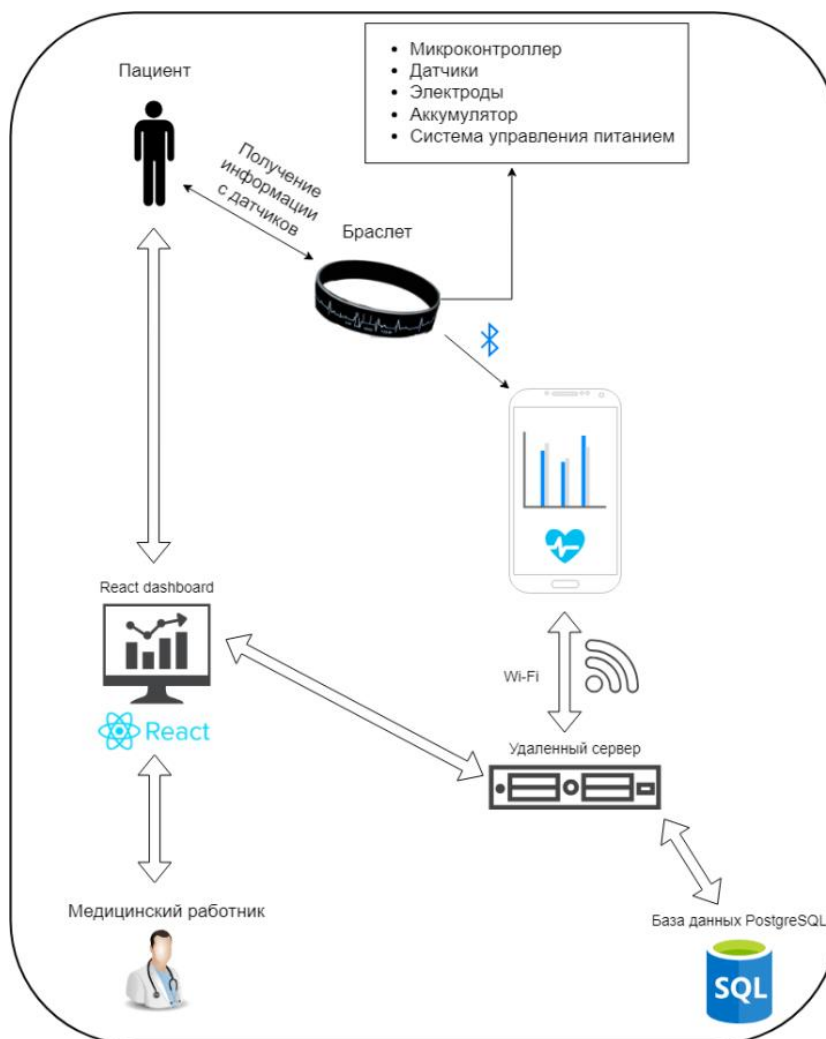 Пациент
• Микроконтроллер
• Датчики
• Электроды
• Аккумулятор
• Система управления питанием
Получение
информации
с датчиков
Браслет
React dashboard
React
Wi-Fi
Удаленный сервер
Медицинский работник
База данных PostgreSQL
SQL